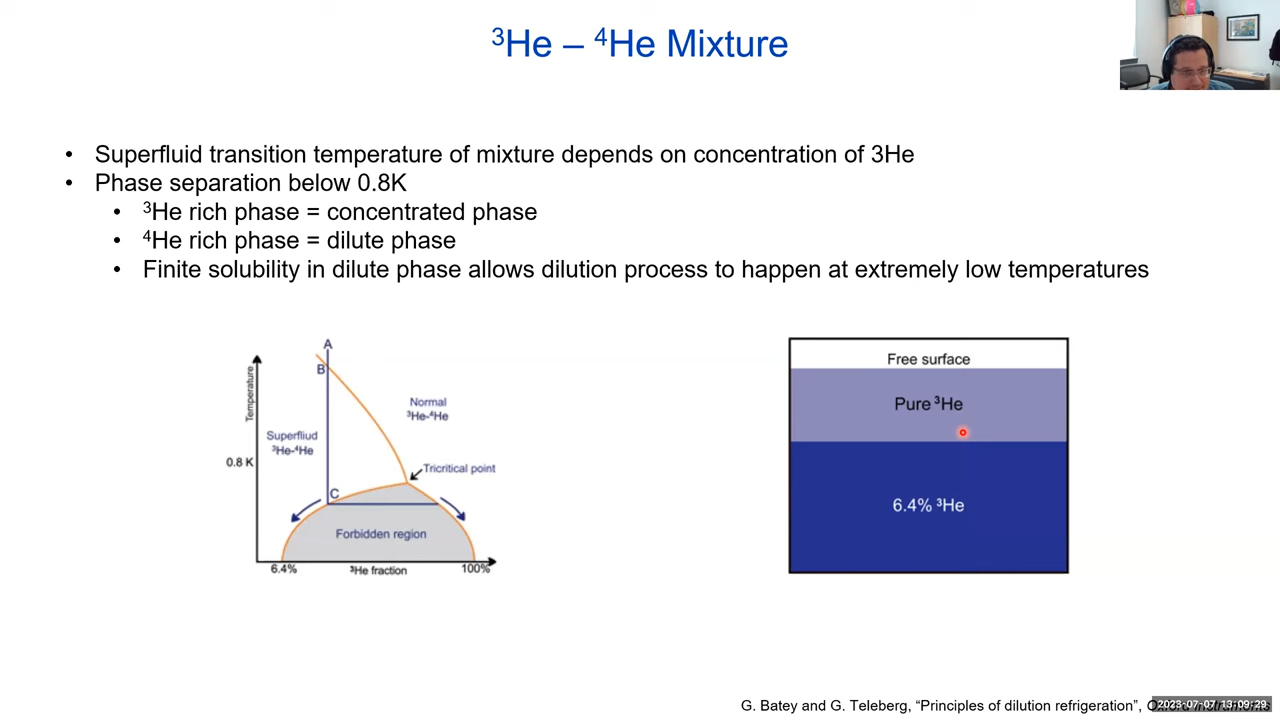 ³He – ⁴He Mixture
• Superfluid transition temperature of mixture depends on concentration of 3He
• Phase separation below 0.8K
• ³He rich phase = concentrated phase
• ⁴He rich phase = dilute phase
• Finite solubility in dilute phase allows dilution process to happen at extremely low temperatures
A
B
Temperature
Normal
³He-⁴He
Superfliud
³He-⁴He
0.8 K
Tricritical point
C
Forbidden region
6.4%
³He fraction
100%
Free surface
Pure ³He
6.4% ³He
G. Batey and G. Teleberg, “Principles of dilution refrigeration”,
2023-07-07 13:09:29